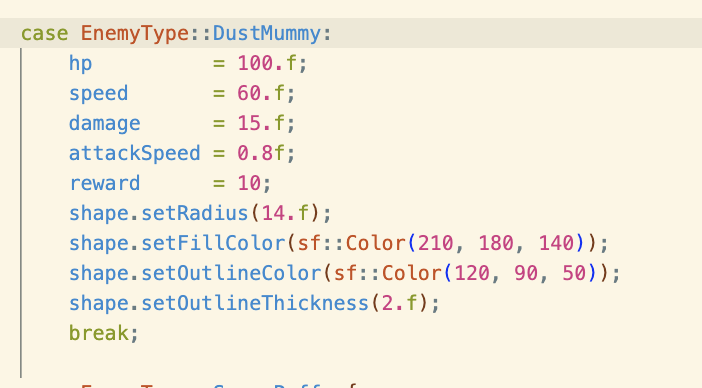 case EnemyType::DustMummy:
    hp          = 100.f;
    speed       = 60.f;
    damage      = 15.f;
    attackSpeed = 0.8f;
    reward      = 10;
    shape.setRadius(14.f);
    shape.setFillColor(sf::Color(210, 180, 140));
    shape.setOutlineColor(sf::Color(120, 90, 50));
    shape.setOutlineThickness(2.f);
    break;